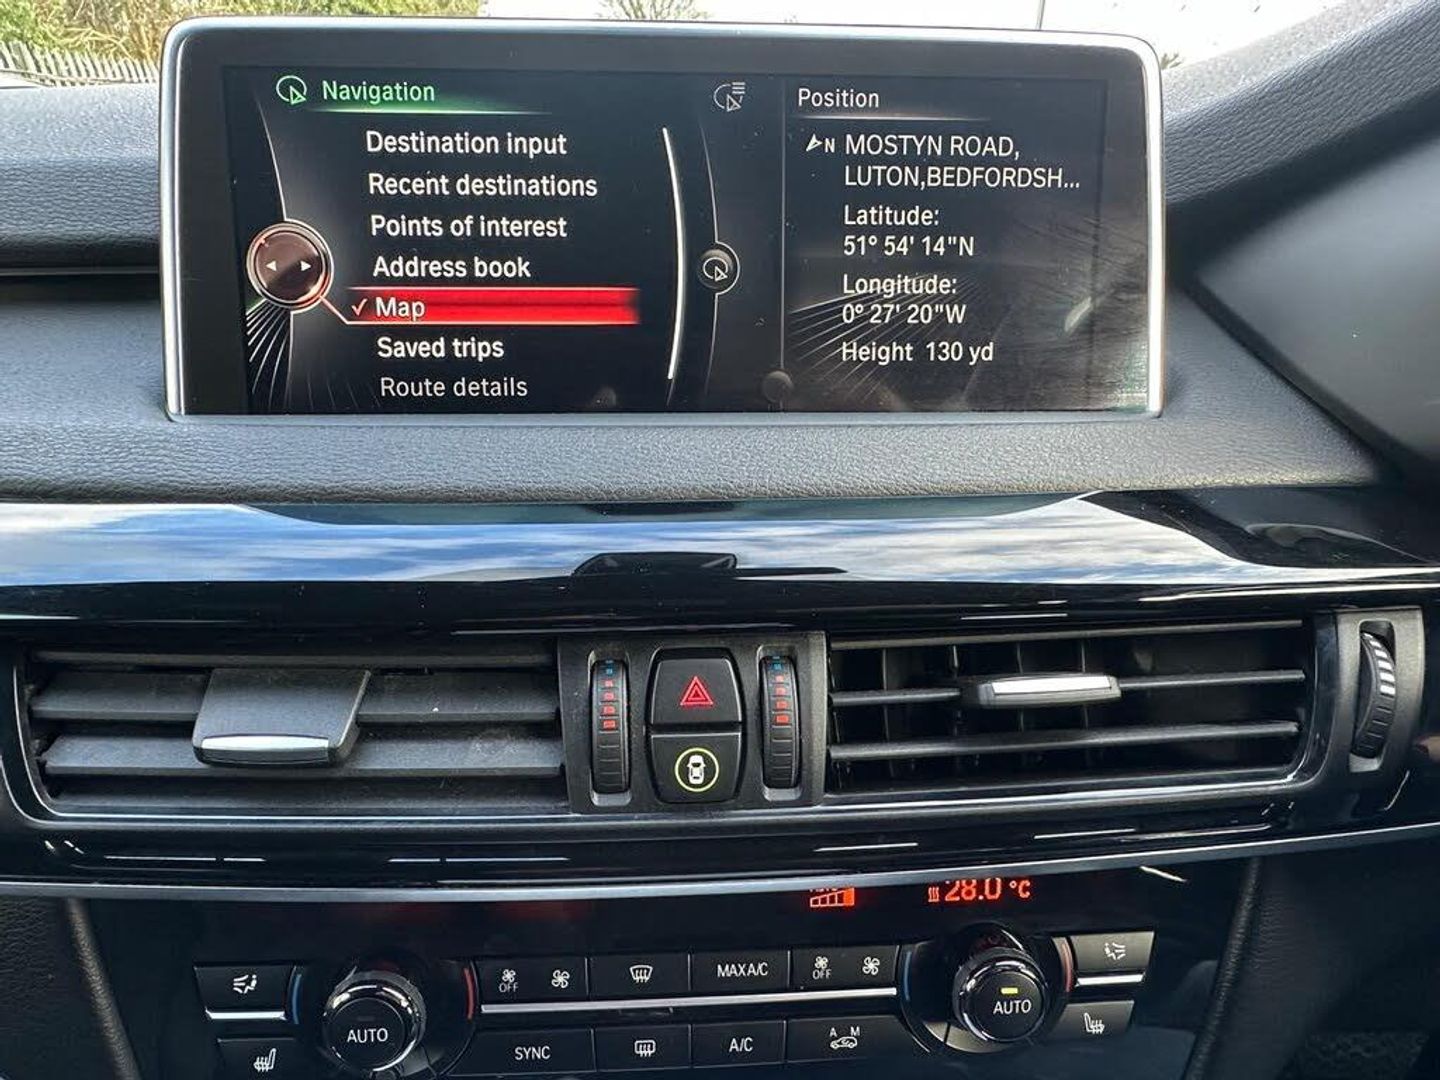 Navigation
Destination input
Recent destinations
Points of interest
Address book
✓ Map
Saved trips
Route details
Position
N MOSTYN ROAD,
LUTON,BEDFORDSH...
Latitude:
51° 54' 14"N
Longitude:
0° 27' 20"W
Height 130 yd
AUTO
28.0 °C
OFF
MAX A/C
OFF
AUTO
SYNC
A/C
A M
AUTO